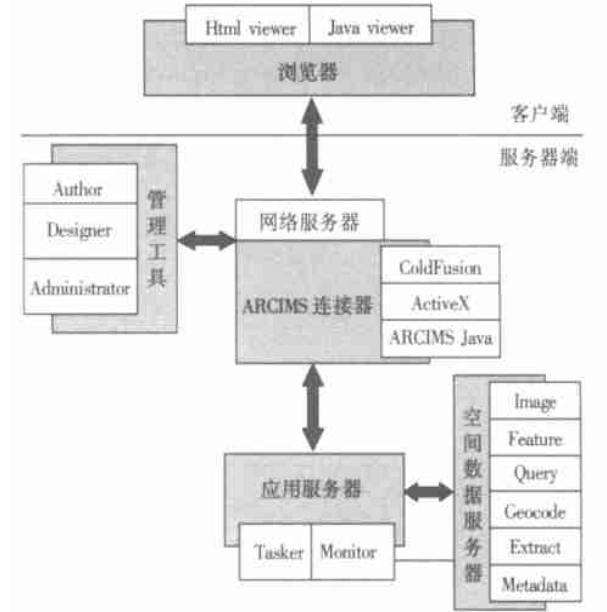 Html viewer
Java viewer
浏览器
客户端
服务器端
Author
Designer
Administrator
管理工具
网络服务器
ARCIMS 连接器
ColdFusion
ActiveX
ARCIMS Java
应用服务器
Tasker
Monitor
空间数据服务器
Image
Feature
Query
Geocode
Extract
Metadata